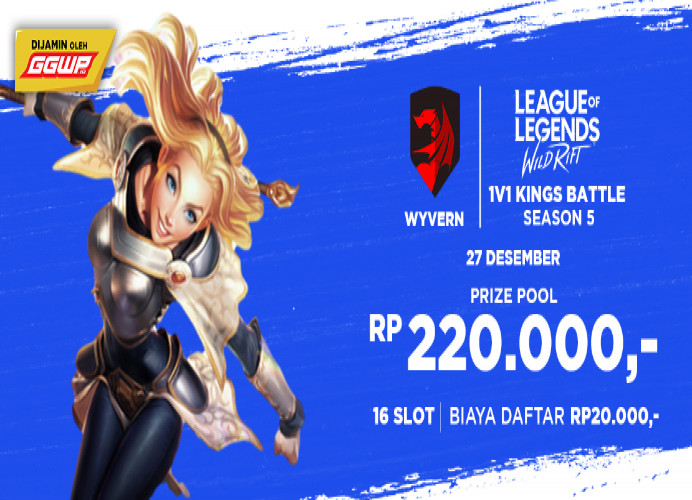 DIJAMIN OLEH
GGWP
WYVERN
LEAGUE OF
LEGENDS
WILD RIFT
1V1 KINGS BATTLE
SEASON 5
27 DESEMBER
PRIZE POOL
RP 220.000,-
16 SLOT | BIAYA DAFTAR RP20.000,-